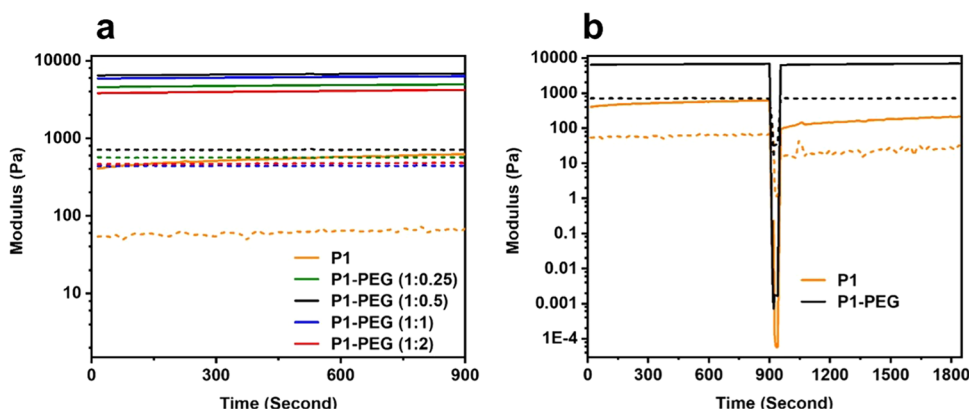 a
Modulus (Pa)
10000
1000
100
10
P1
P1-PEG (1:0.25)
P1-PEG (1:0.5)
P1-PEG (1:1)
P1-PEG (1:2)
0
300
600
900
Time (Second)
b
Modulus (Pa)
10000
1000
100
10
1
0.1
0.01
0.001
1E-4
P1
P1-PEG
0
300
600
900
1200
1500
1800
Time (Second)